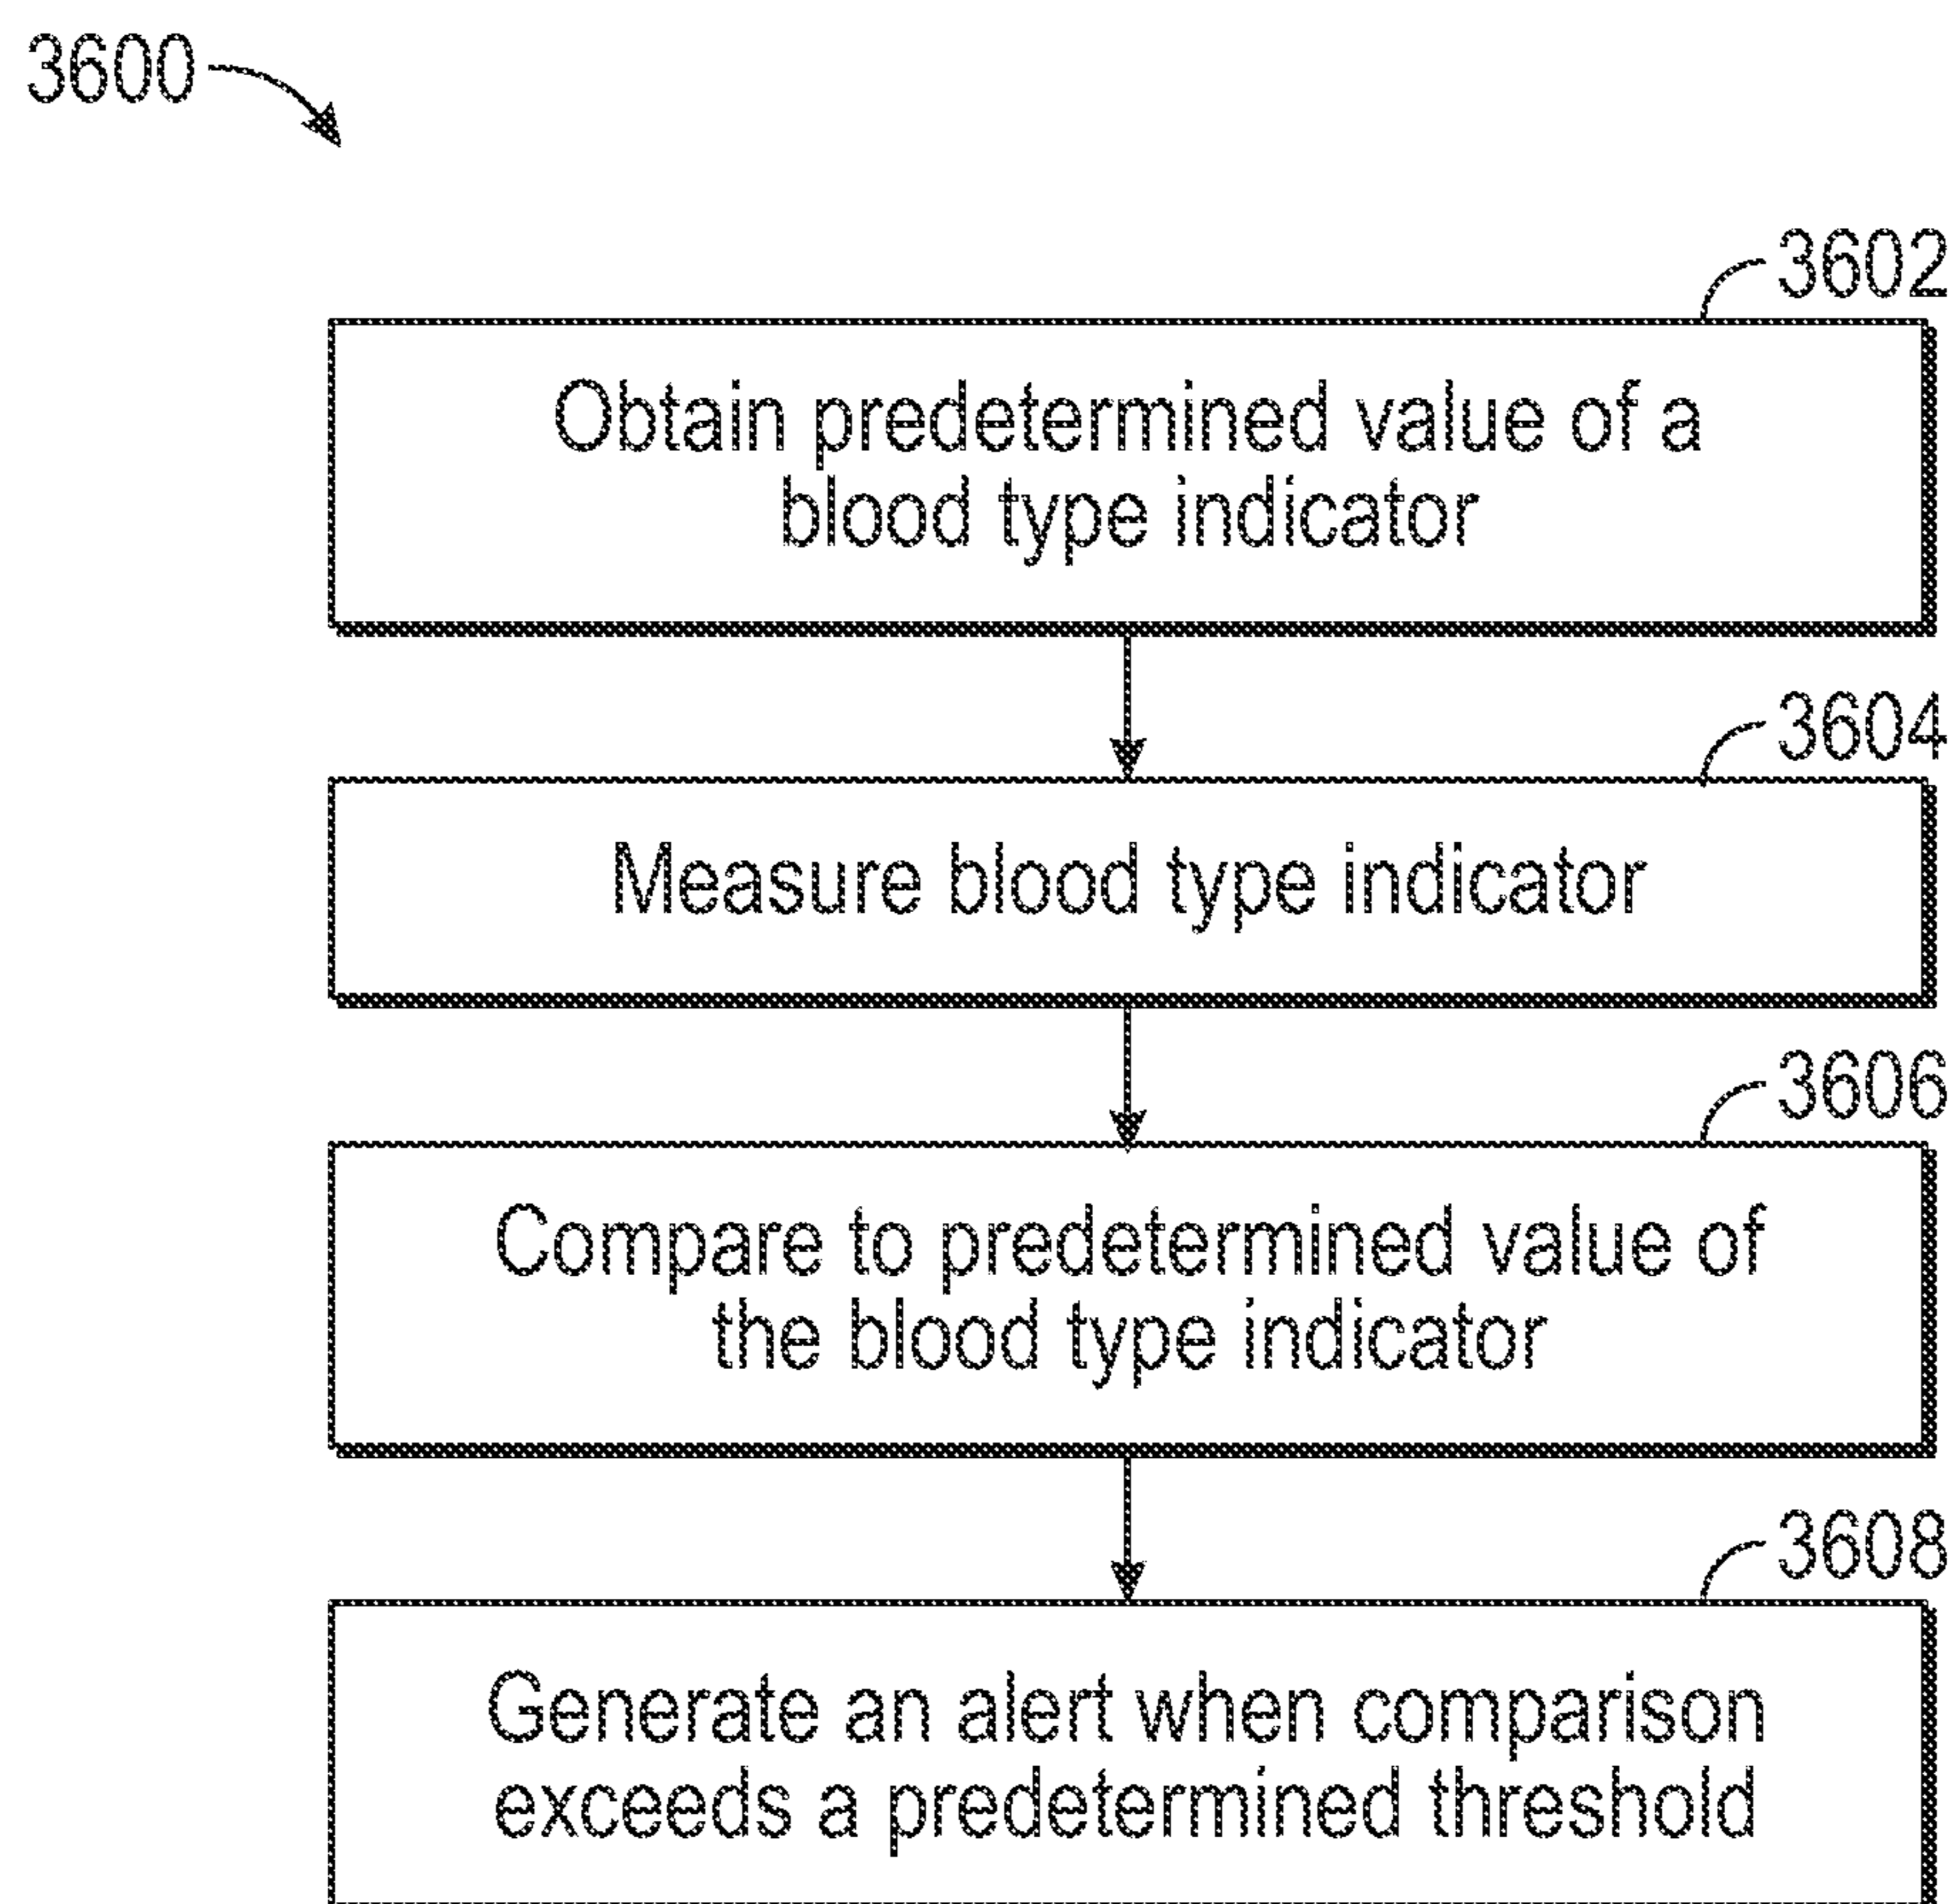 3600
3602
Obtain predetermined value of a
blood type indicator
3604
Measure blood type indicator
3606
Compare to predetermined value of
the blood type indicator
3608
Generate an alert when comparison
exceeds a predetermined threshold